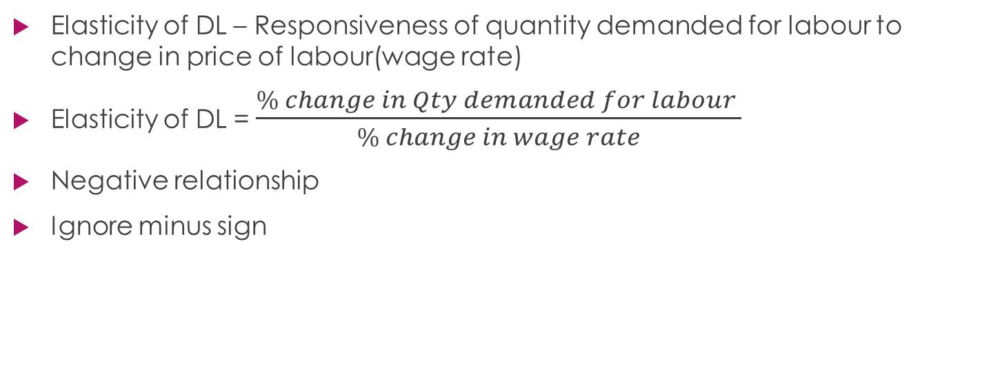 Elasticity of DL – Responsiveness of quantity demanded for labour to
change in price of labour(wage rate)
Elasticity of DL = % change in Qty demanded for labour
% change in wage rate
Negative relationship
Ignore minus sign